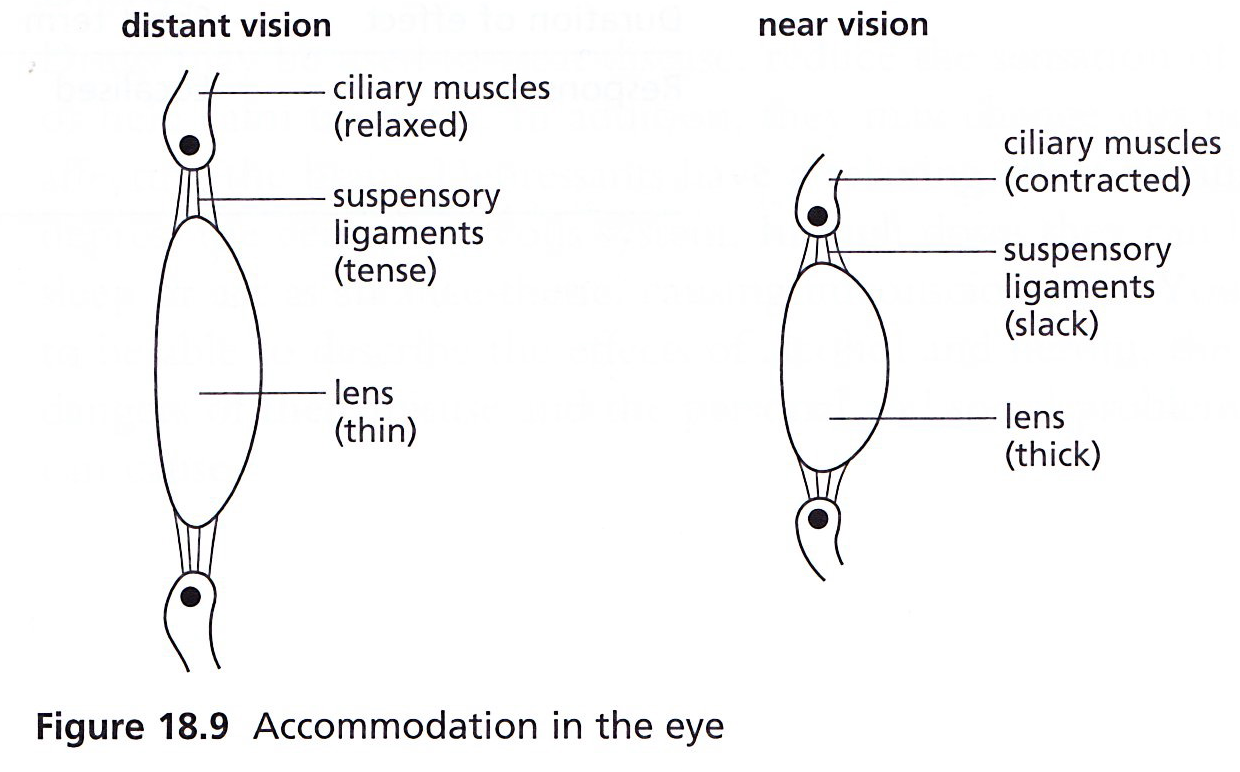 distant vision
ciliary muscles
(relaxed)
suspensory
ligaments
(tense)
lens
(thin)
near vision
ciliary muscles
(contracted)
suspensory
ligaments
(slack)
lens
(thick)
Figure 18.9 Accommodation in the eye